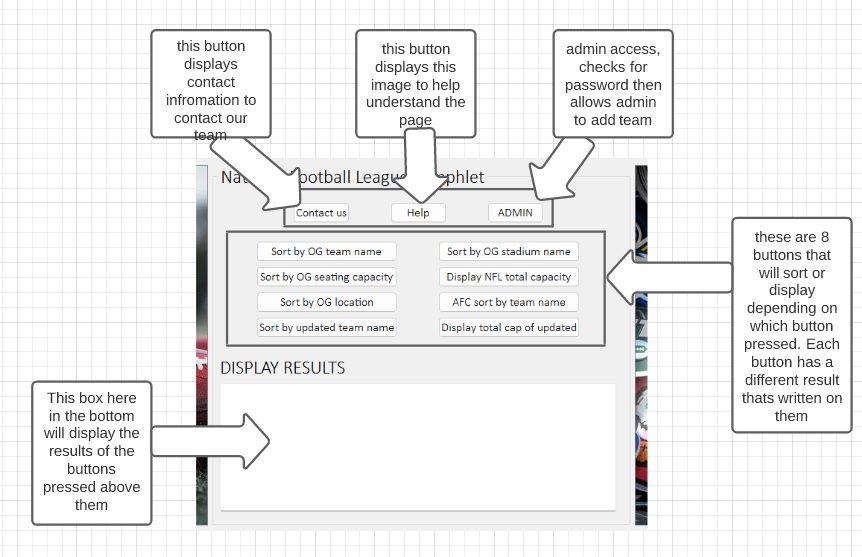 this button
displays
contact
infromation to
contact our
team
this button
displays this
image to help
understand the
page
admin access,
checks for
password then
allows admin
to add team
ootball Leag
Contact us
Help
ADMIN
Sort by OG team name
Sort by OG stadium name
Sort by OG seating capacity
Display NFL total capacity
Sort by OG location
AFC sort by team name
Sort by updated team name
Display total cap of updated
these are 8
buttons that
will sort or
display
depending on
which button
pressed. Each
button has a
different result
thats written on
them
DISPLAY RESULTS
This box here
in the bottom
will display the
results of the
buttons
pressed above
them